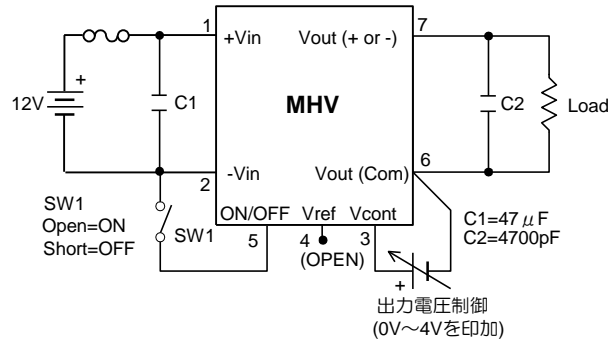 1
7
+Vin
Vout (+ or -)
+
12V
C1
MHV
C2
Load
2
-Vin
Vout (Com)
6
SW1
Open=ON
Short=OFF
SW1
ON/OFF
Vref
Vcont
5
4
3
(OPEN)
C1=47μF
C2=4700pF
+
出力電圧制御
(0V～4Vを印加)